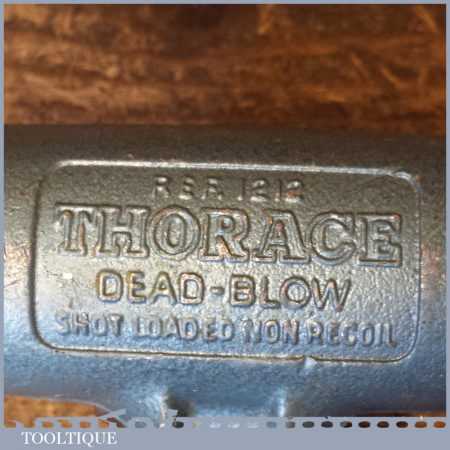 REF. 1212
THORACE
DEAD-BLOW
SHOT LOADED NON RECOIL
TOOLTIQUE